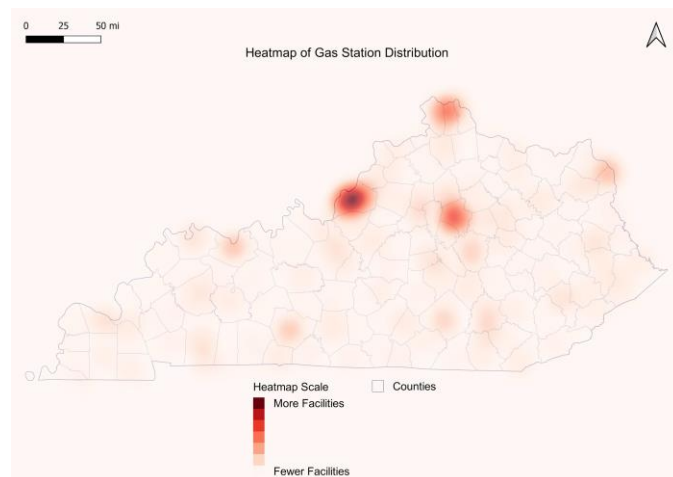 0 25 50 mi
Heatmap of Gas Station Distribution
Heatmap Scale
More Facilities
Fewer Facilities
Counties